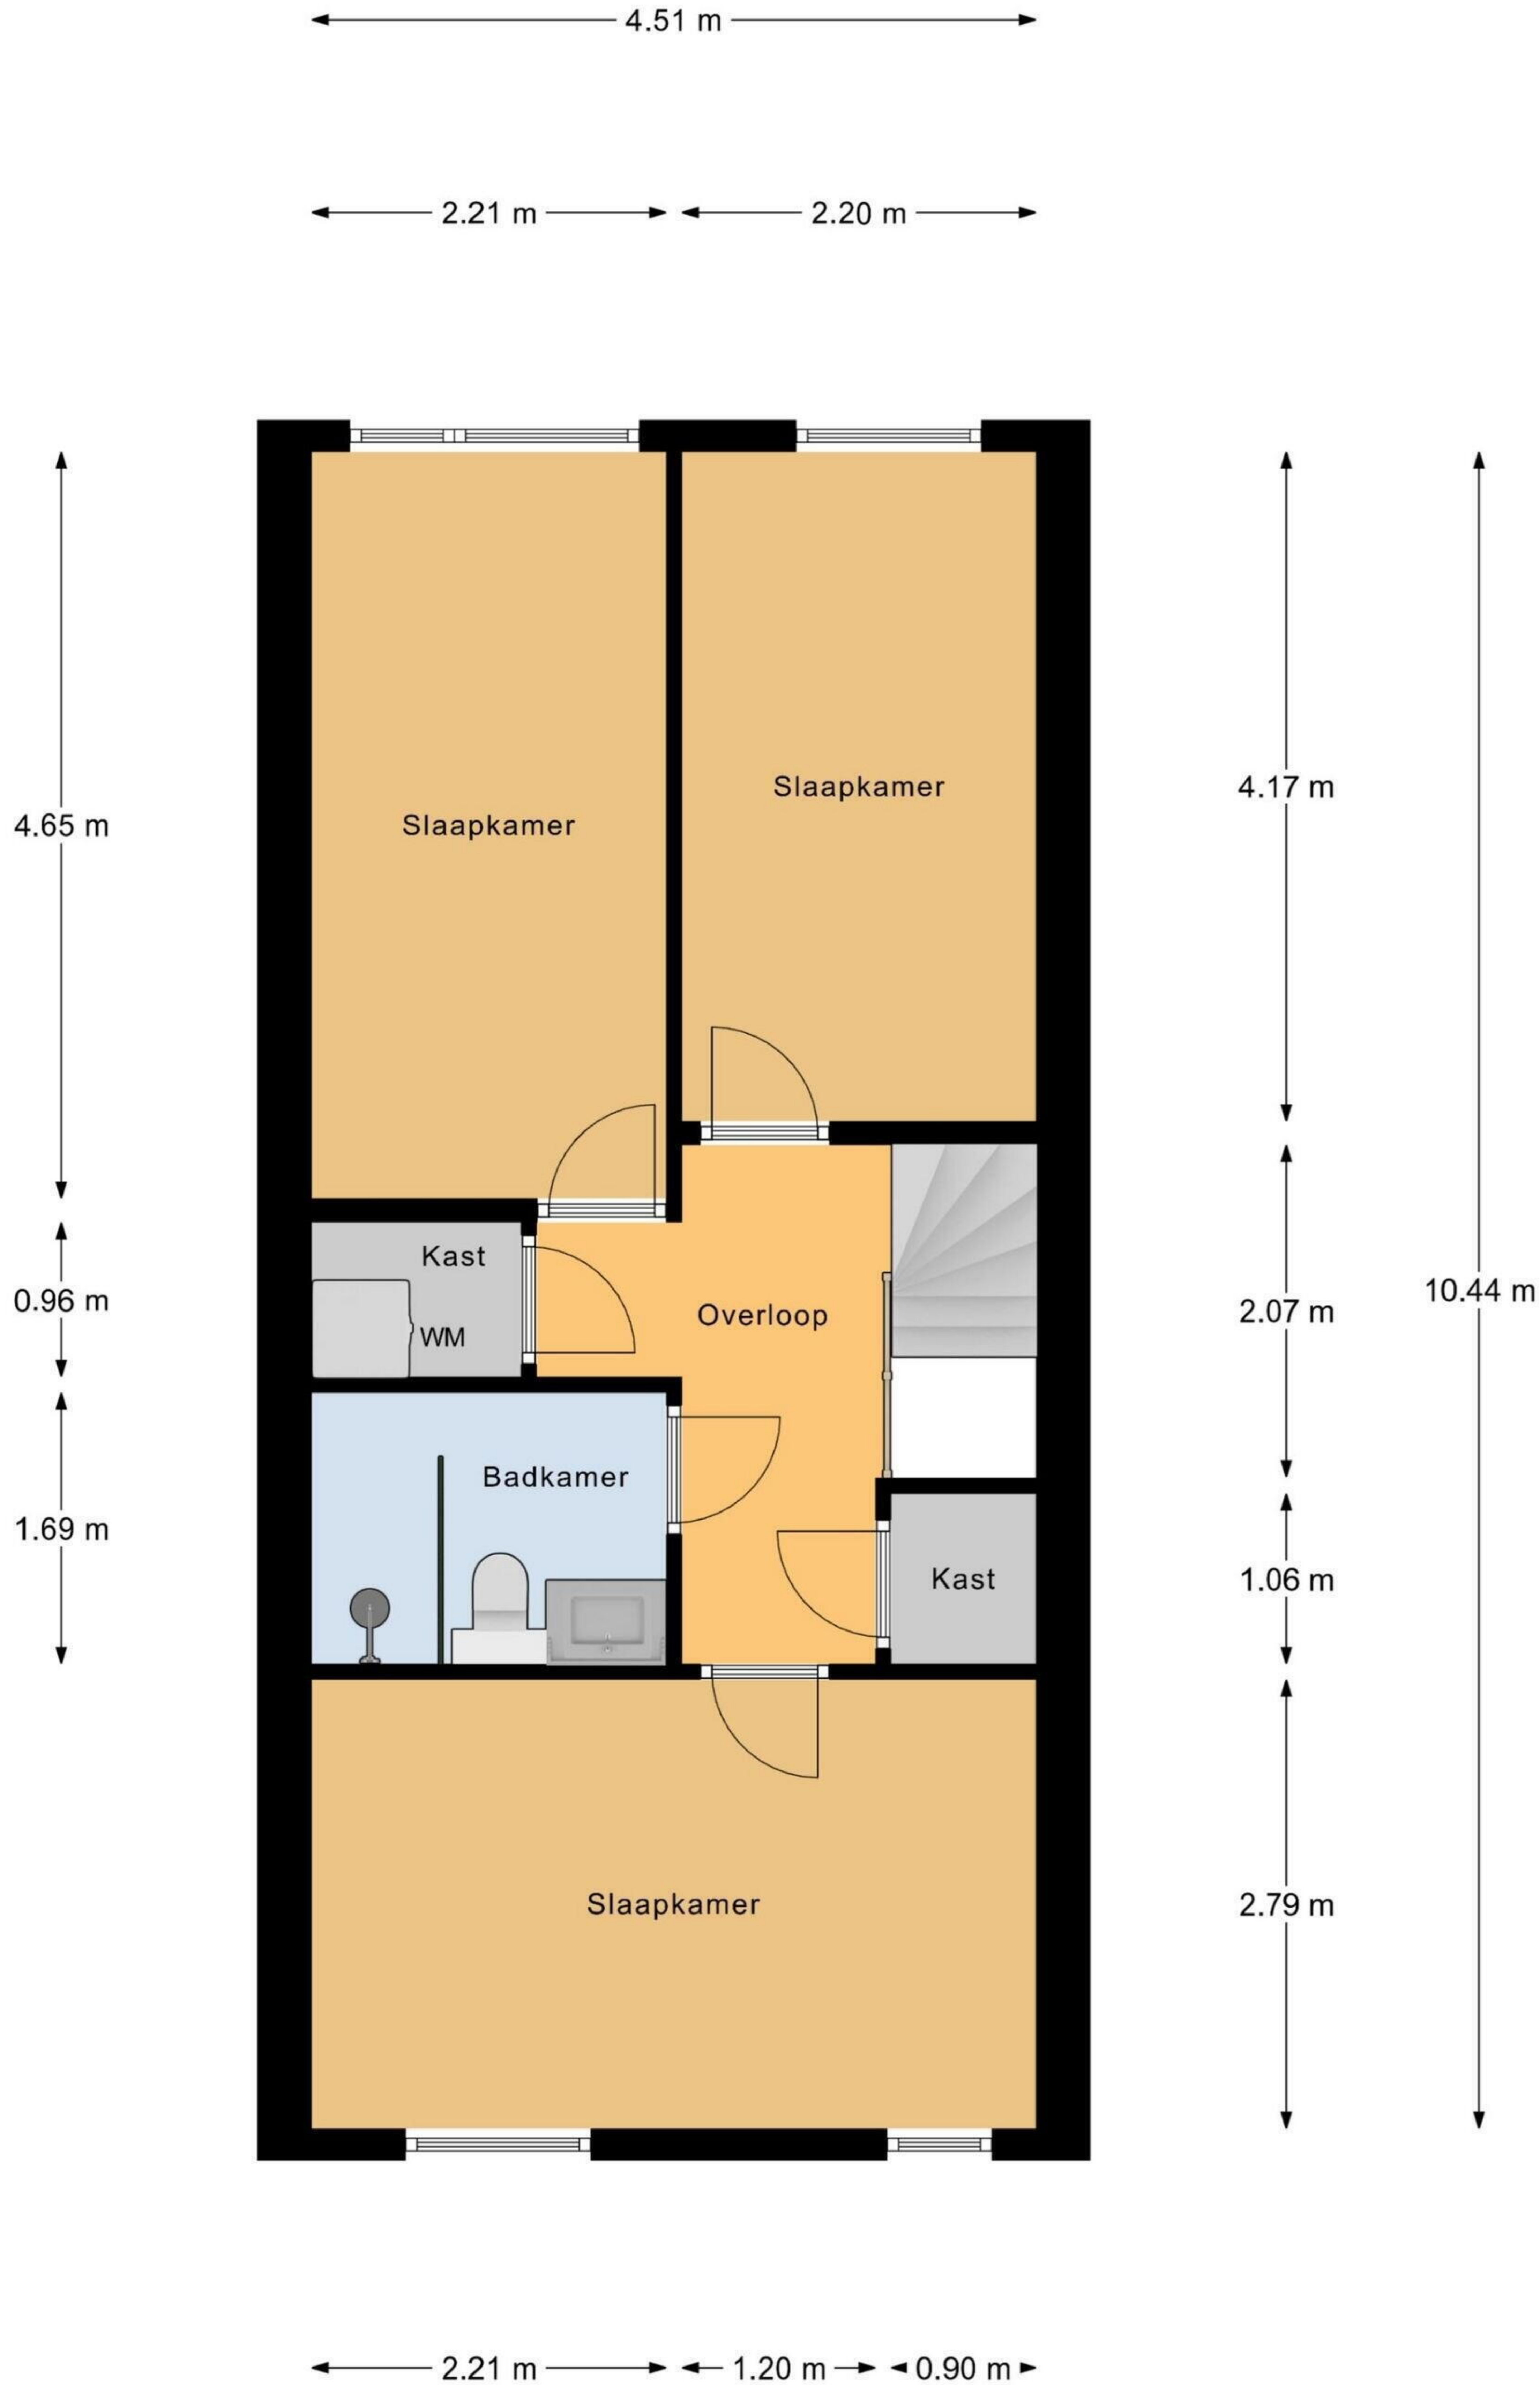 4.51 m
2.21 m
2.20 m
Slaapkamer
4.17 m
Slaapkamer
4.65 m
Kast
10.44 m
0.96 m
2.07 m
Overloop
WM
Badkamer
1.69 m
Kast
1.06 m
Slaapkamer
2.79 m
2.21 m
1.20 m
0.90 m